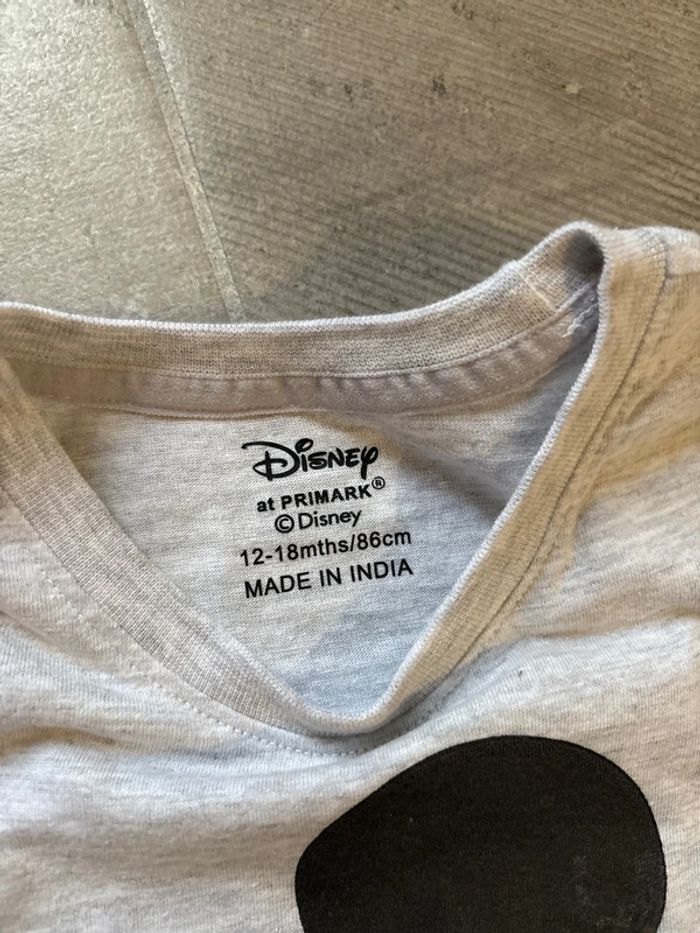 Disney
at PRIMARK®
©Disney
12-18mths/86cm
MADE IN INDIA